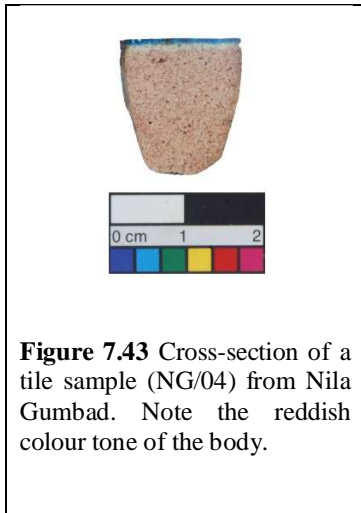 0 cm 1 2
Figure 7.43 Cross-section of a
tile sample (NG/04) from Nila
Gumbad. Note the reddish
colour tone of the body.